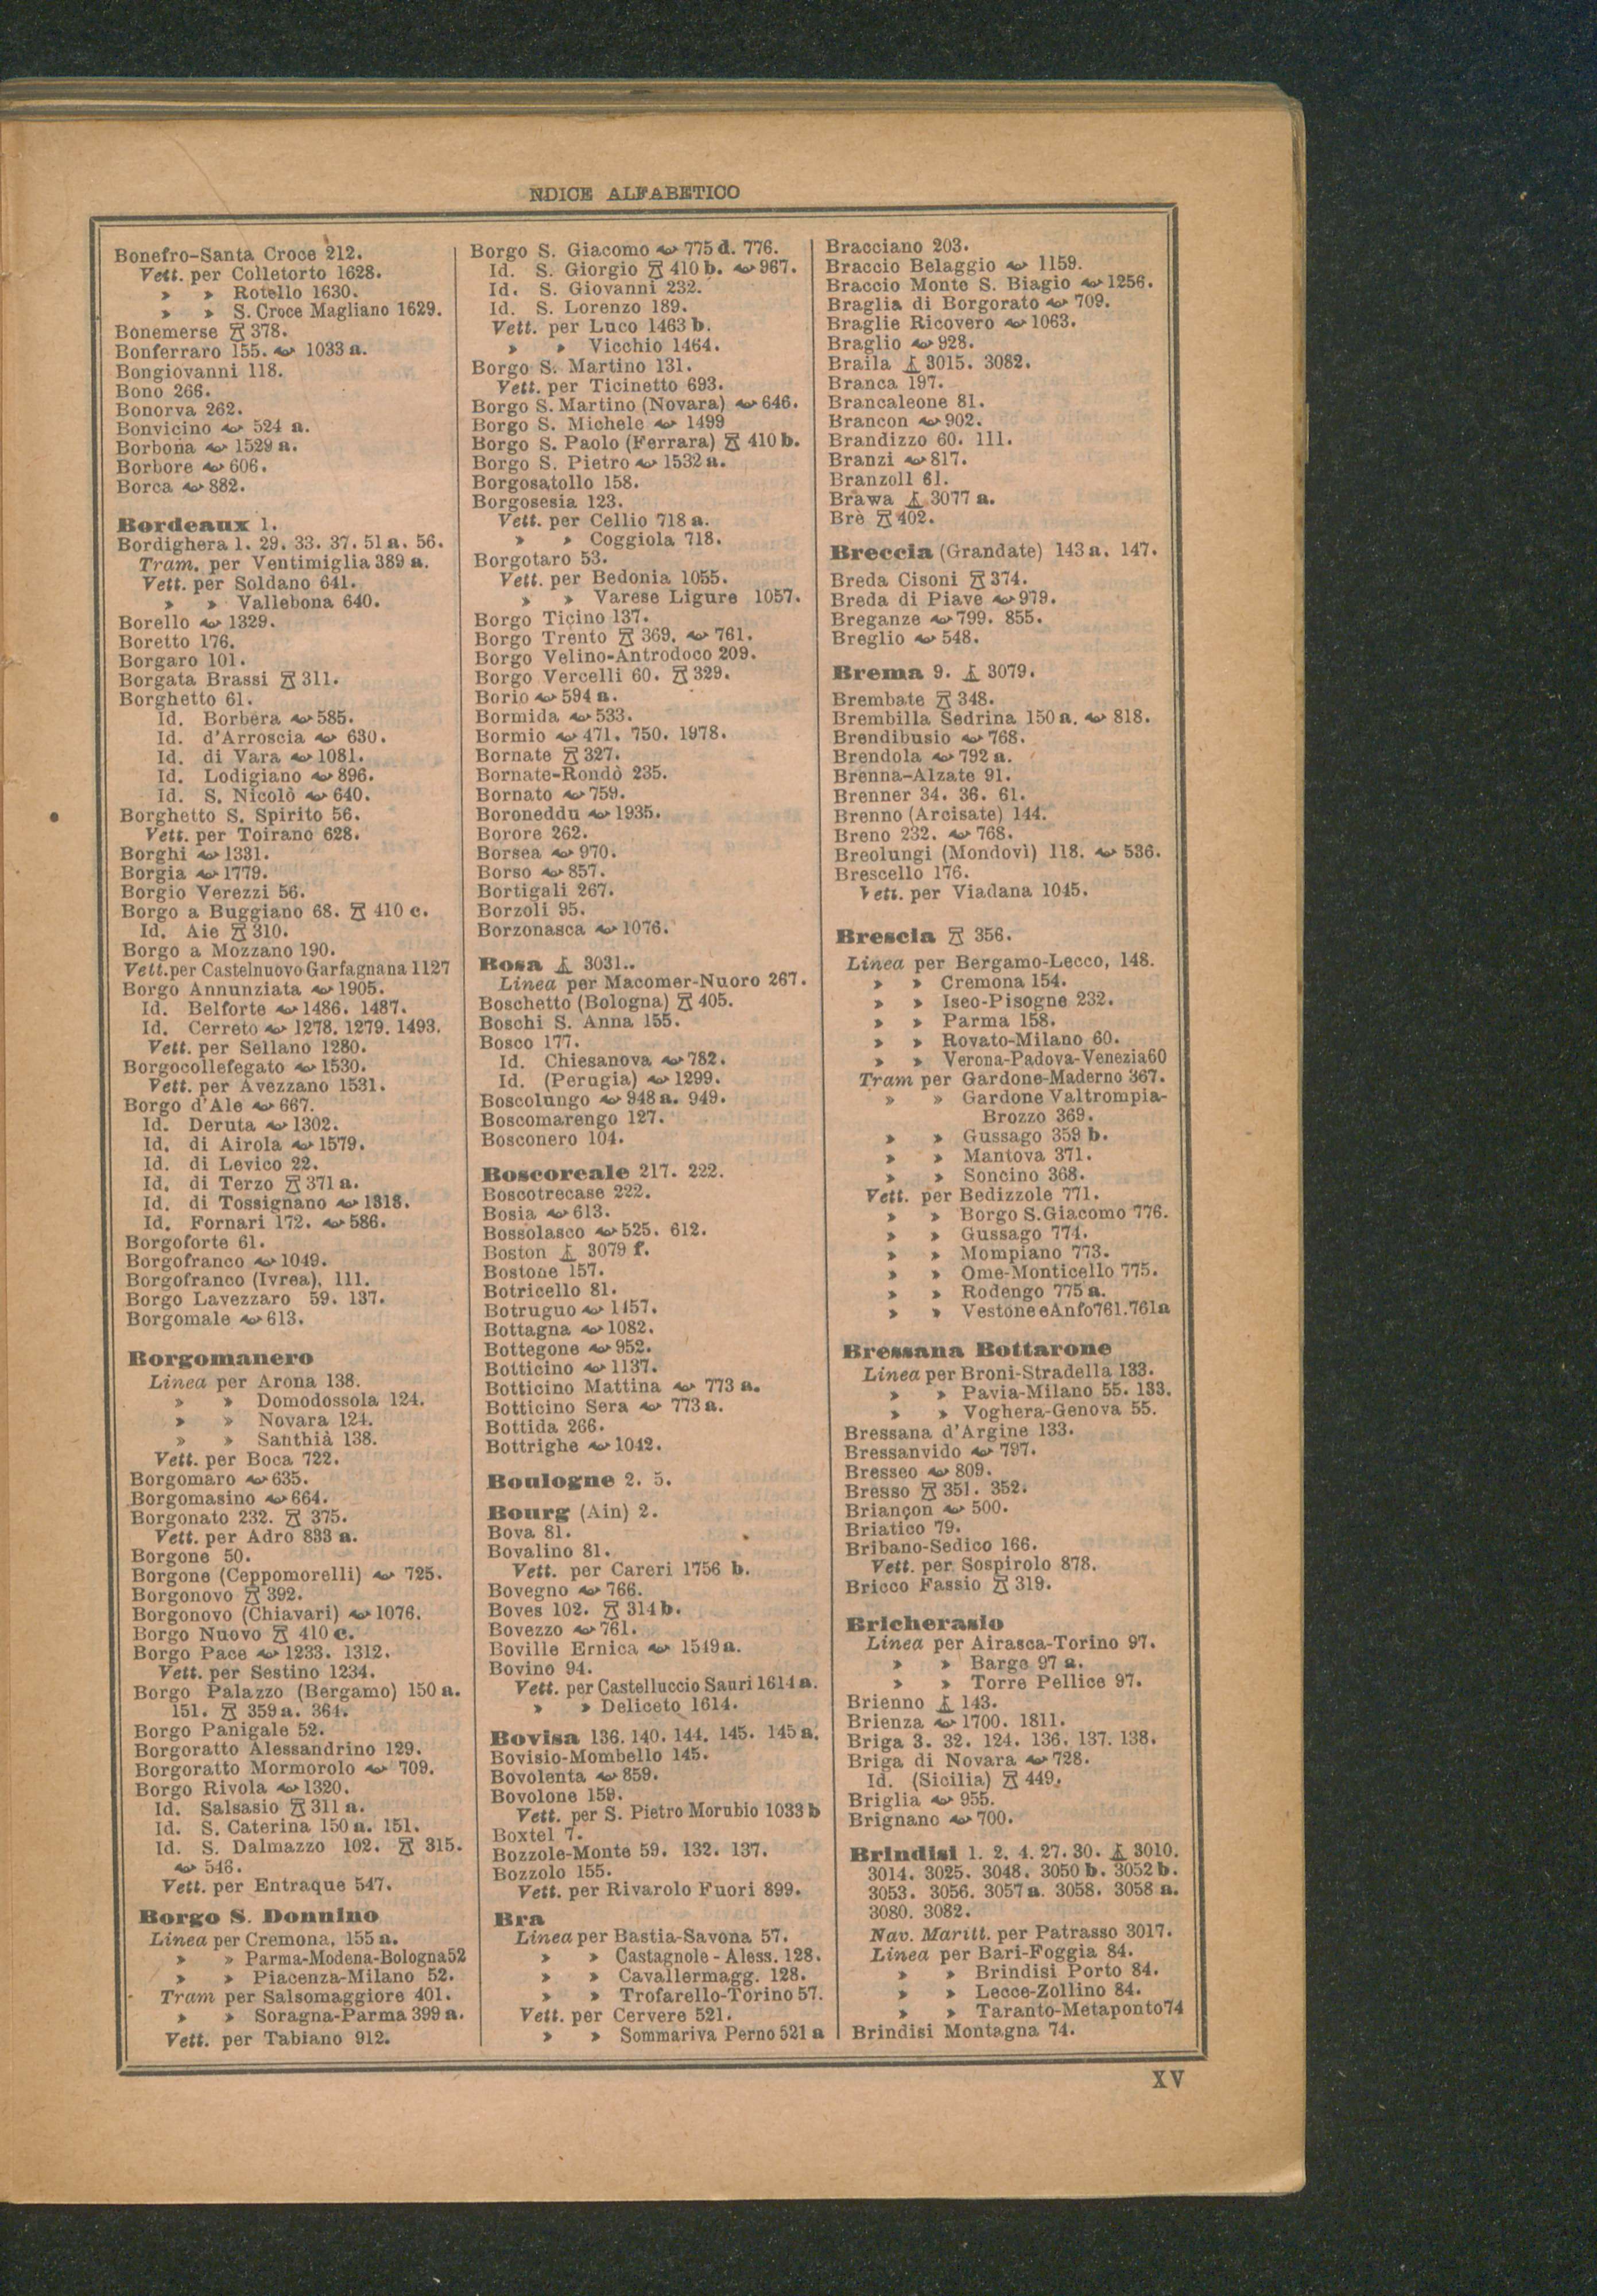 NDICE ALFABETICO
Bonefro-Santa Croce 212.
Vett. per Colletorto 1628.
» » Rotello 1630.
» » S. Croce Magliano 1629.
Bonemerse 378.
Bonferraro 155. 1033 a.
Bongiovanni 118.
Bono 266.
Bonorva 262.
Bonvicino 524 a.
Borbona 1529 a.
Borbore 606.
Borca 882.
Bordeaux 1.
Bordighera 1. 29. 33. 37. 51 a. 56.
Tram. per Ventimiglia 389 a.
Vett. per Soldano 641.
» » Vallebona 640.
Borello 1329.
Boretto 176.
Borgaro 101.
Borgata Brassi 311.
Borghetto 61.
Id. Borbera 585.
Id. d'Arroscia 630.
Id. di Vara 1081.
Id. Lodigiano 896.
Id. S. Nicolò 640.
Borghetto S. Spirito 56.
Vett. per Toirano 628.
Borghi 1331.
Borgia 1779.
Borgio Verezzi 56.
Borgo a Buggiano 68. 410 c.
Id. Aie 310.
Borgo a Mozzano 190.
Vett. per Castelnuovo Garfagnana 1127
Borgo Annunziata 1905.
Id. Belforte 1486. 1487.
Id. Cerreto 1278. 1279. 1493.
Vett. per Sellano 1280.
Borgocollefegato 1530.
Vett. per Avezzano 1531.
Borgo d'Ale 667.
Id. Deruta 1302.
Id. di Airola 1579.
Id. di Levico 22.
Id. di Terzo 371 a.
Id. di Tossignano 1318.
Id. Fornari 172. 586.
Borgoforte 61.
Borgofranco 1049.
Borgofranco (Ivrea), 111.
Borgo Lavezzaro 59. 137.
Borgomale 613.
Borgomanero
Linea per Arona 138.
» » Domodossola 124.
» » Novara 124.
» » Santhià 138.
Vett. per Boca 722.
Borgomaro 635.
Borgomasino 664.
Borgonato 232. 375.
Vett. per Adro 833 a.
Borgone 50.
Borgone (Ceppomorelli) 725.
Borgonovo 392.
Borgonovo (Chiavari) 1076.
Borgo Nuovo 410 c.
Borgo Pace 1233. 1312.
Vett. per Sestino 1234.
Borgo Palazzo (Bergamo) 150 a.
151. 359 a. 364.
Borgo Panigale 52.
Borgoratto Alessandrino 129.
Borgoratto Mormorolo 709.
Borgo Rivola 1320.
Id. Salsasio 311 a.
Id. S. Caterina 150 a. 151.
Id. S. Dalmazzo 102. 315.
546.
Vett. per Entraque 547.
Borgo S. Donnino
Linea per Cremona, 155 a.
» » Parma-Modena-Bologna 52
» » Piacenza-Milano 52.
Tram per Salsomaggiore 401.
» » Soragna-Parma 399 a.
Vett. per Tabiano 912.
Borgo S. Giacomo 775 d. 776.
Id. S. Giorgio 410 b. 967.
Id. S. Giovanni 232.
Id. S. Lorenzo 189.
Vett. per Luco 1463 b.
» » Vicchio 1464.
Borgo S. Martino 131.
Vett. per Ticinetto 693.
Borgo S. Martino (Novara) 646.
Borgo S. Michele 1499
Borgo S. Paolo (Ferrara) 410 b.
Borgo S. Pietro 1532 a.
Borgosatollo 158.
Borgosesia 123.
Vett. per Cellio 718 a.
» » Coggiola 718.
Borgotaro 53.
Vett. per Bedonia 1055.
» » Varese Ligure 1057.
Borgo Ticino 137.
Borgo Trento 369. 761.
Borgo Velino-Antrodoco 209.
Borgo Vercelli 60. 329.
Borio 594 a.
Bormida 533.
Bormio 471. 750. 1978.
Bornate 327.
Bornate-Rondò 235.
Bornato 759.
Boroneddu 1935.
Borore 262.
Borsea 970.
Borso 857.
Bortigali 267.
Borzoli 95.
Borzonasca 1076.
Bosa 3031..
Linea per Macomer-Nuoro 267.
Boschetto (Bologna) 405.
Boschi S. Anna 155.
Bosco 177.
Id. Chiesanova 782.
Id. (Perugia) 1299.
Boscolungo 948 a. 949.
Boscomarengo 127.
Bosconero 104.
Boscoreale 217. 222.
Boscotrecase 222.
Bosia 613.
Bossolasco 525. 612.
Boston 3079 f.
Bostone 157.
Botricello 81.
Botruguo 1157.
Bottagna 1082.
Bottegone 952.
Botticino 1137.
Botticino Mattina 773 a.
Botticino Sera 773 a.
Bottida 266.
Bottrighe 1042.
Boulogne 2. 5.
Bourg (Ain) 2.
Bova 81.
Bovalino 81.
Vett. per Careri 1756 b.
Bovegno 766.
Boves 102. 314 b.
Bovezzo 761.
Boville Ernica 1549 a.
Bovino 94.
Vett. per Castelluccio Sauri 1614 a.
» » Deliceto 1614.
Bovisa 136. 140. 144. 145. 145 a.
Bovisio-Mombello 145.
Bovolenta 859.
Bovolone 159.
Vett. per S. Pietro Morubio 1033 b
Boxtel 7.
Bozzole-Monte 59. 132. 137.
Bozzolo 155.
Vett. per Rivarolo Fuori 899.
Bra
Linea per Bastia-Savona 57.
» » Castagnole - Aless. 128.
» » Cavallermagg. 128.
» » Trofarello-Torino 57.
Vett. per Cervere 521.
» » Sommariva Perno 521 a
Bracciano 203.
Braccio Belaggio 1159.
Braccio Monte S. Biagio 1256.
Braglia di Borgorato 709.
Braglie Ricovero 1063.
Braglio 928.
Braila 3015. 3082.
Branca 197.
Brancaleone 81.
Brancon 902.
Brandizzo 60. 111.
Branzi 817.
Branzoll 61.
Brawa 3077 a.
Brè 402.
Breccia (Grandate) 143 a. 147.
Breda Cisoni 374.
Breda di Piave 979.
Breganze 799. 855.
Breglio 548.
Brema 9. 3079.
Brembate 348.
Brembilla Sedrina 150 a. 818.
Brendibusio 768.
Brendola 792 a.
Brenna-Alzate 91.
Brenner 34. 36. 61.
Brenno (Arcisate) 144.
Breno 232. 768.
Breolungi (Mondovì) 118. 536.
Brescello 176.
Vett. per Viadana 1045.
Brescia 356.
Linea per Bergamo-Lecco, 148.
» » Cremona 154.
» » Iseo-Pisogne 232.
» » Parma 158.
» » Rovato-Milano 60.
» » Verona-Padova-Venezia 60
Tram per Gardone-Maderno 367.
» » Gardone Valtrompia-
Brozzo 369.
» » Gussago 359 b.
» » Mantova 371.
» » Soncino 368.
Vett. per Bedizzole 771.
» » Borgo S. Giacomo 776.
» » Gussago 774.
» » Mompiano 773.
» » Ome-Monticello 775.
» » Rodengo 775 a.
» » Vestone e Anfo 761. 761 a
Bressana Bottarone
Linea per Broni-Stradella 133.
» » Pavia-Milano 55. 133.
» » Voghera-Genova 55.
Bressana d'Argine 133.
Bressanvido 797.
Bresseo 809.
Bresso 351. 352.
Briançon 500.
Briatico 79.
Bribano-Sedico 166.
Vett. per Sospirolo 878.
Bricco Fassio 319.
Bricherasio
Linea per Airasca-Torino 97.
» » Barge 97 a.
» » Torre Pellice 97.
Brienno 143.
Brienza 1700. 1811.
Briga 3. 32. 124. 136. 137. 138.
Briga di Novara 728.
Id. (Sicilia) 449.
Briglia 955.
Brignano 700.
Brindisi 1. 2. 4. 27. 30. 3010.
3014. 3025. 3048. 3050 b. 3052 b.
3053. 3056. 3057 a. 3058. 3058 a.
3080. 3082.
Nav. Maritt. per Patrasso 3017.
Linea per Bari-Foggia 84.
» » Brindisi Porto 84.
» » Lecce-Zollino 84.
» » Taranto-Metaponto 74
Brindisi Montagna 74.
XV